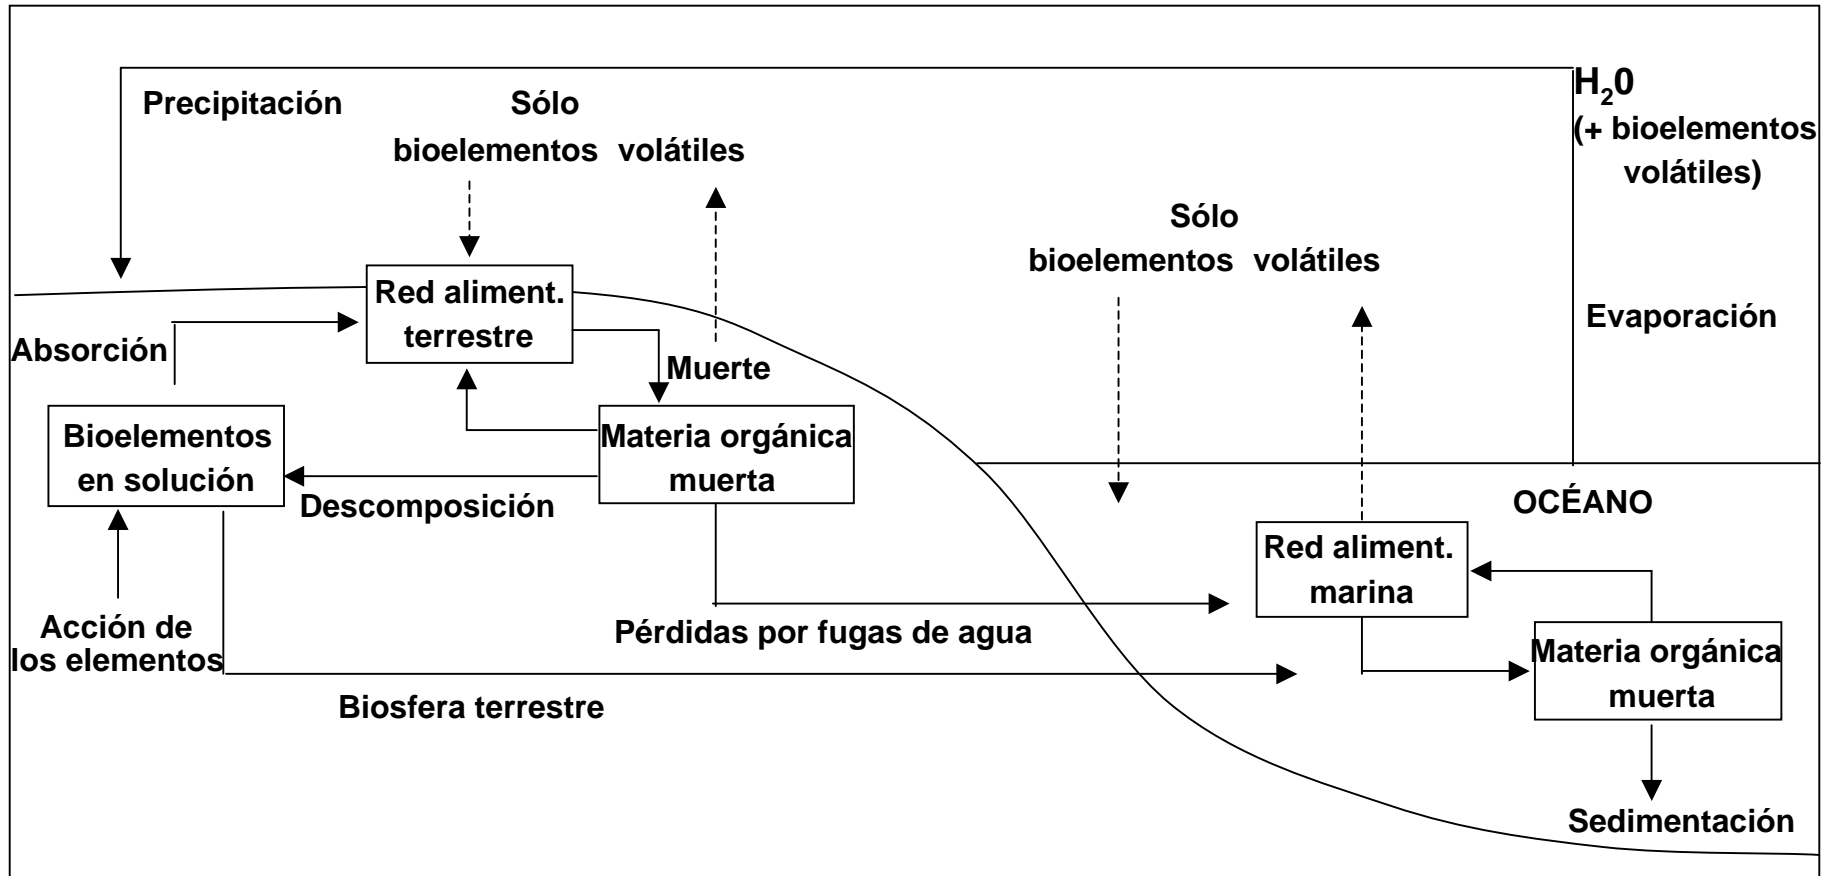 Precipitación
Sólo
bioelementos volátiles
H₂0
(+ bioelementos
volátiles)
Sólo
bioelementos volátiles
Red aliment.
terrestre
Evaporación
Absorción
Muerte
Bioelementos
en solución
Materia orgánica
muerta
Descomposición
OCÉANO
Red aliment.
marina
Acción de
los elementos
Pérdidas por fugas de agua
Materia orgánica
muerta
Biosfera terrestre
Sedimentación